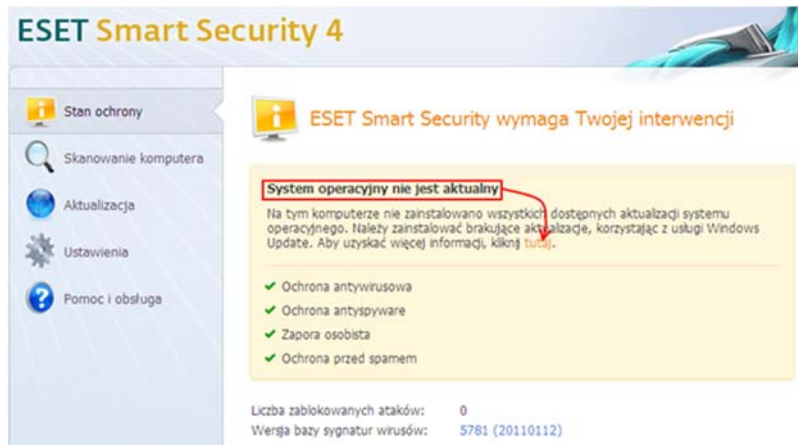 ESET Smart Security 4
Stan ochrony
Skanowanie komputera
Aktualizacja
Ustawienia
Pomoc i obsługa
ESET Smart Security wymaga Twojej interwencji
System operacyjny nie jest aktualny
Na tym komputerze nie zainstalowano wszystkich dostępnych aktualizacji systemu
operacyjnego. Należy zainstalować brakujące aktualizacje, korzystając z usługi Windows
Update. Aby uzyskać więcej informacji, kliknij tutaj.
Ochrona antywirusowa
Ochrona antyspyware
Zapora osobista
Ochrona przed spamem
Liczba zablokowanych ataków: 0
Wersja bazy sygnatur wirusów: 5781 (20110112)